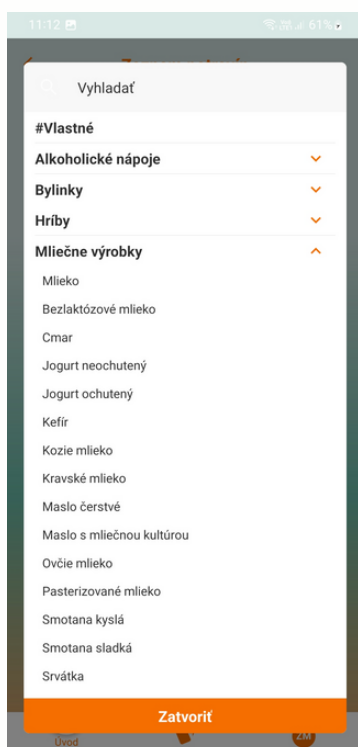 11:12
61%
Vyhladať
#Vlastné
Alkoholické nápoje
Bylinky
Hríby
Mliečne výrobky
Mlieko
Bezlaktózové mlieko
Cmar
Jogurt neochutený
Jogurt ochutený
Kefír
Kozie mlieko
Kravské mlieko
Maslo čerstvé
Maslo s mliečnou kultúrou
Ovčie mlieko
Pasterizované mlieko
Smotana kyslá
Smotana sladká
Srvátka
Zatvoriť
Úvod
ZM